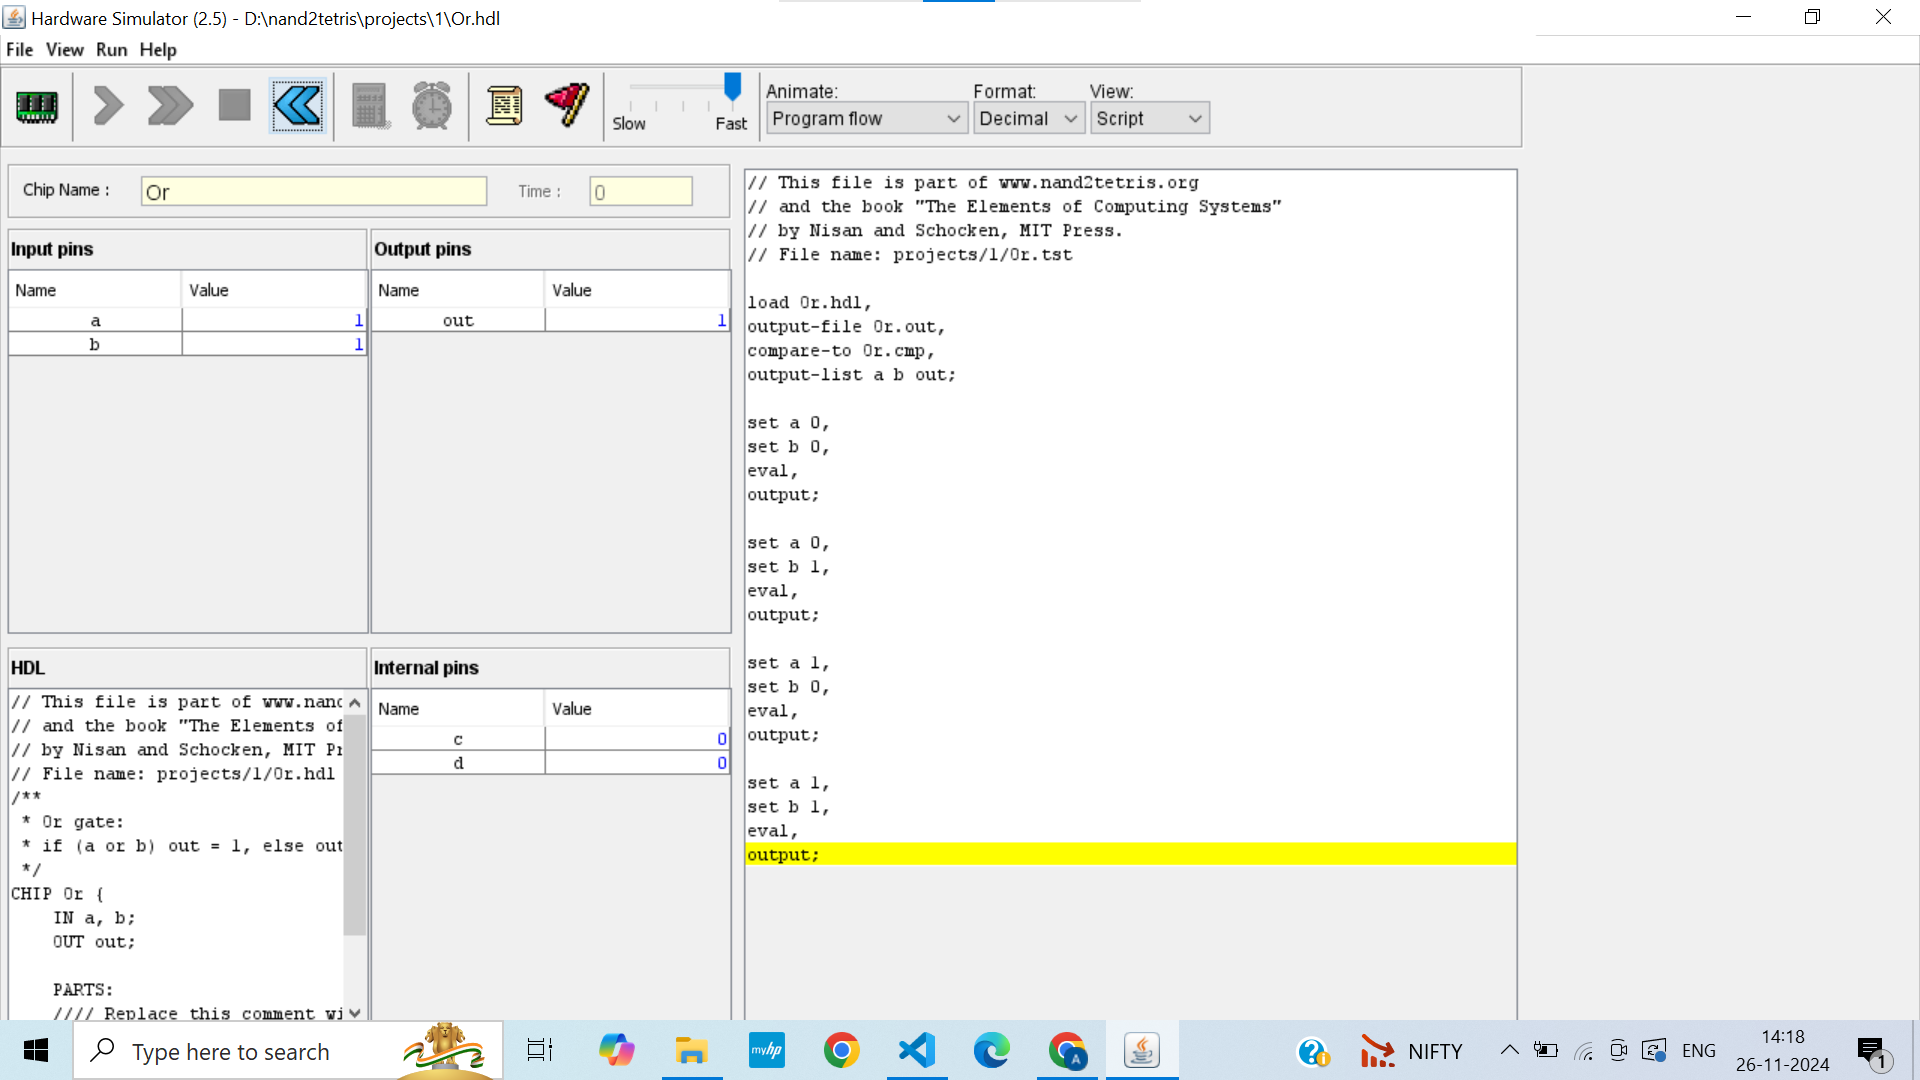 Hardware Simulator (2.5) - D:\nand2tetris\projects\1\Or.hdl
File View Run Help
Slow Fast
Animate: Format: View:
Program flow Decimal Script
Chip Name : Or Time : 0
Input pins
Name Value
a 1
b 1
Output pins
Name Value
out 1
HDL
// This file is part of www.nand
// and the book "The Elements of
// by Nisan and Schocken, MIT Pr
// File name: projects/1/Or.hdl
/**
* Or gate:
* if (a or b) out = 1, else out
*/
CHIP Or {
IN a, b;
OUT out;
PARTS:
//// Replace this comment wi
Internal pins
Name Value
c 0
d 0
// This file is part of www.nand2tetris.org
// and the book "The Elements of Computing Systems"
// by Nisan and Schocken, MIT Press.
// File name: projects/1/Or.tst
load Or.hdl,
output-file Or.out,
compare-to Or.cmp,
output-list a b out;
set a 0,
set b 0,
eval,
output;
set a 0,
set b 1,
eval,
output;
set a 1,
set b 0,
eval,
output;
set a 1,
set b 1,
eval,
output;
Type here to search
myhp
A
NIFTY
ENG
14:18
26-11-2024
1